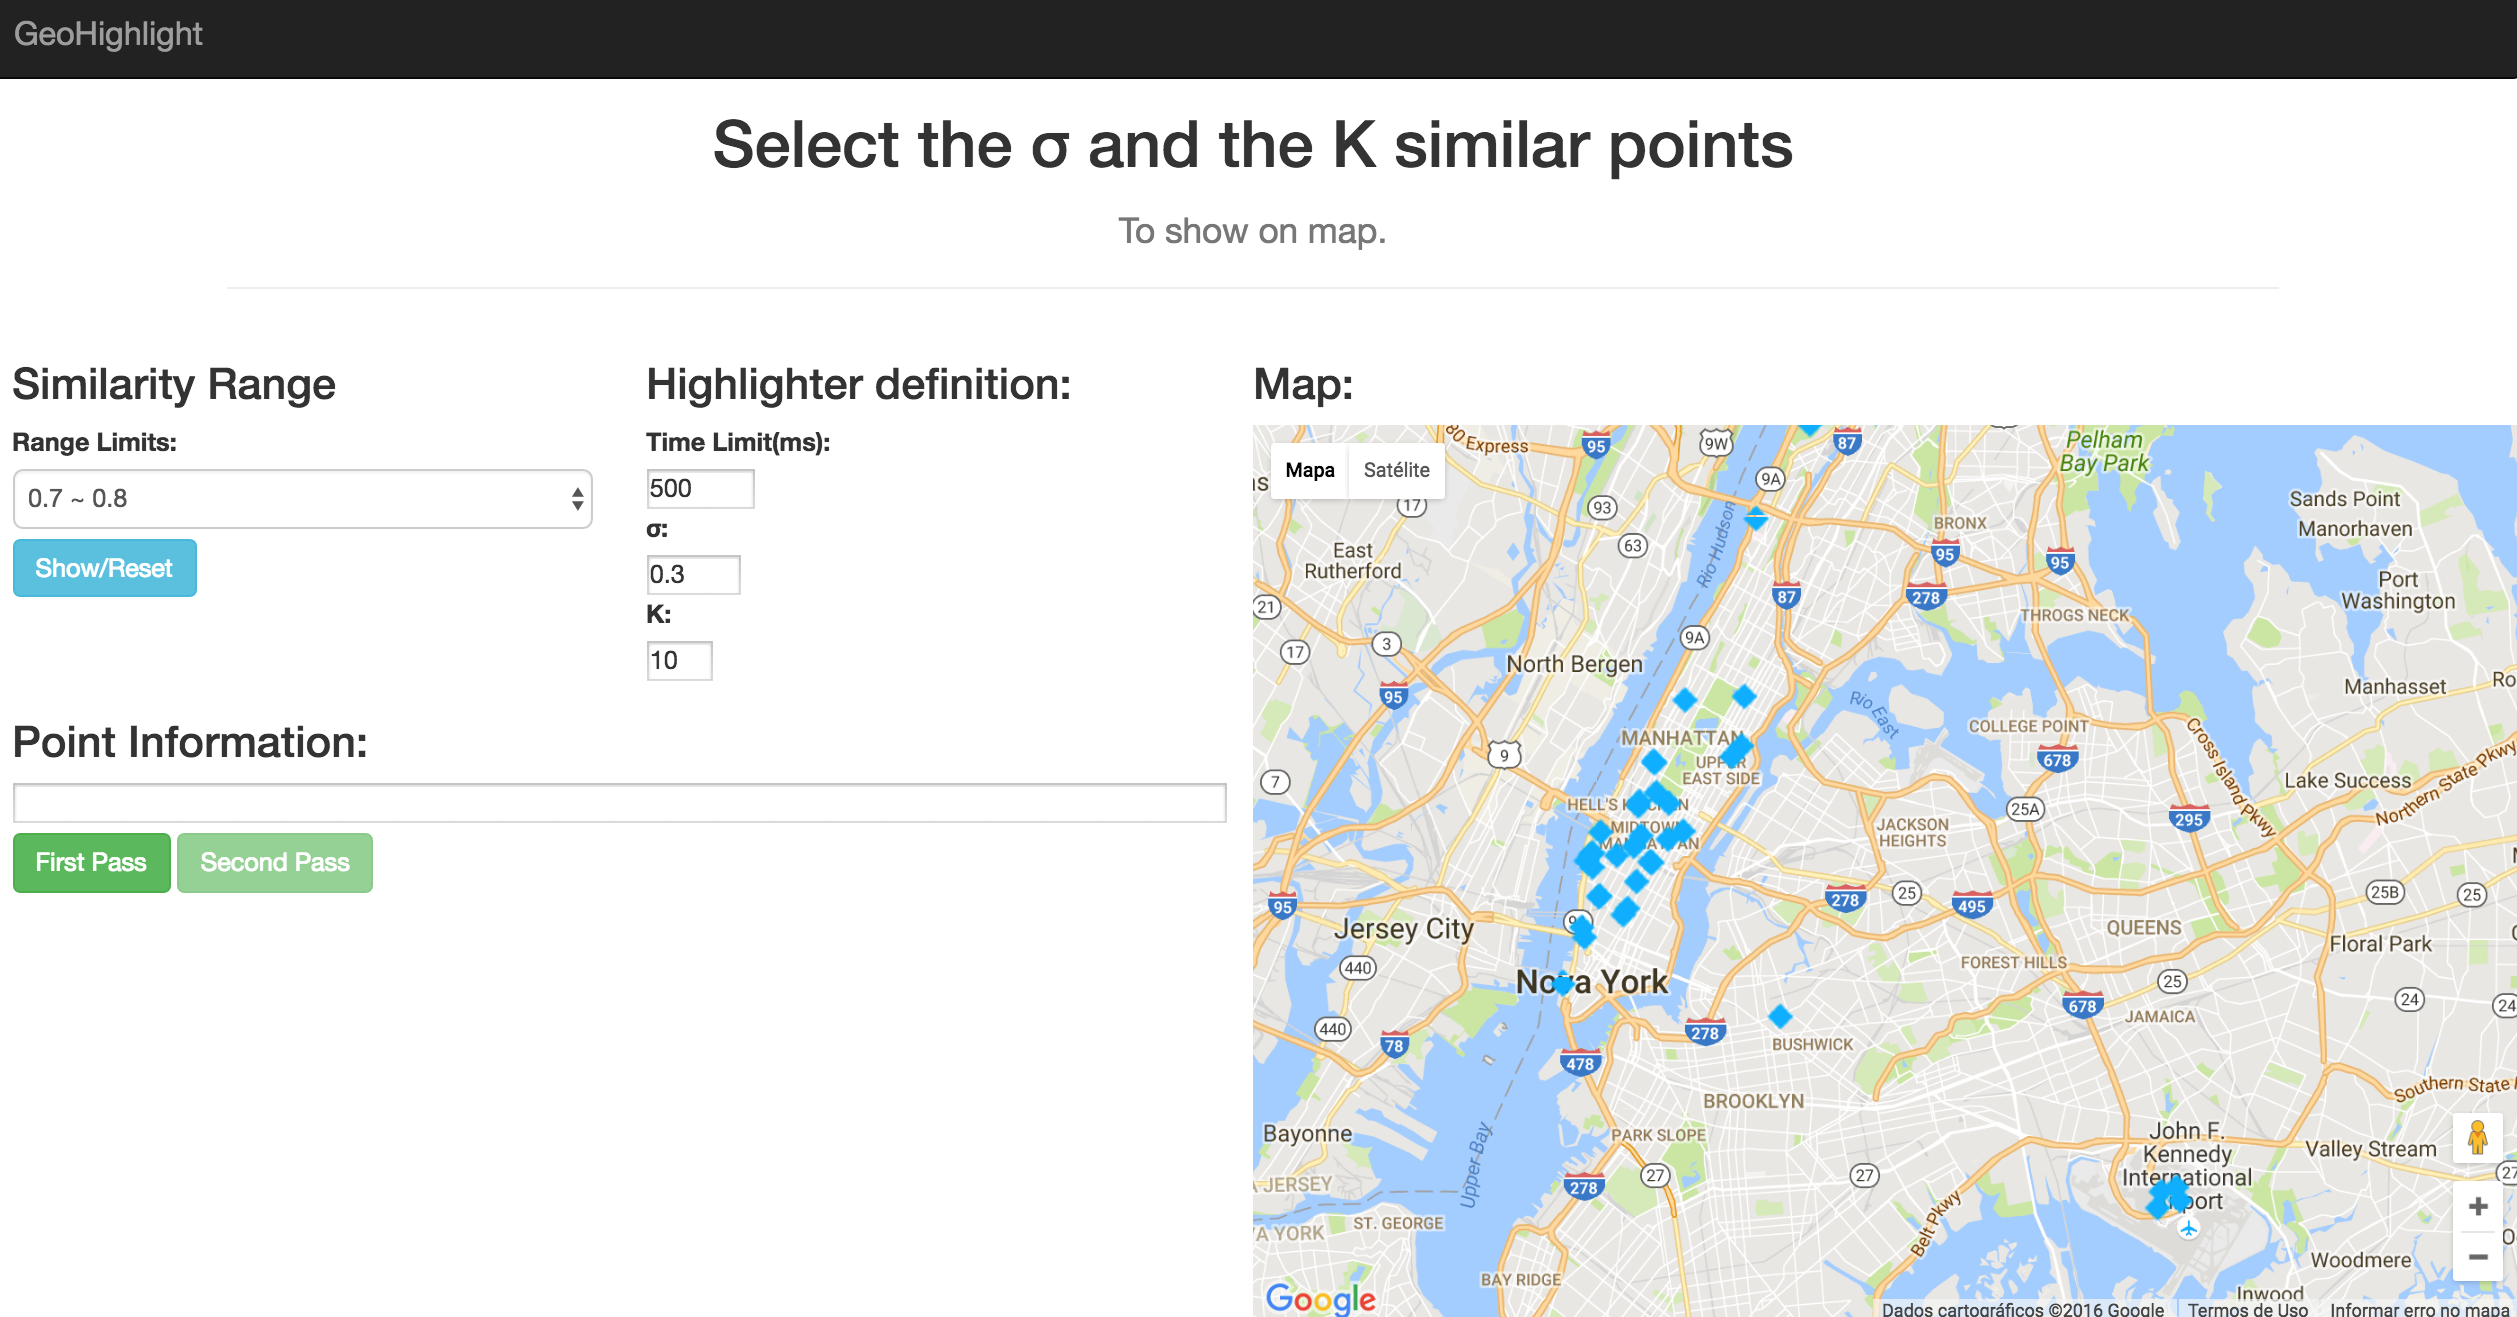 GeoHighlight
Select the σ and the K similar points
To show on map.
Similarity Range
Range Limits:
0.7 ~ 0.8
Show/Reset
Highlighter definition:
Time Limit(ms):
500
σ:
0.3
K:
10
Point Information:
First Pass
Second Pass
Map:
Mapa
Satélite
80 Express
95
9W
87
Pelham
Bay Park
9A
17
93
Sands Point
Manorhaven
BRONX
63
East
Rutherford
Rio Hudson
95
95
Port
Washington
87
278
21
THROGS NECK
9A
3
17
North Bergen
95
Manhasset
Rio East
COLLEGE POINT
MANHATTAN
Cross Island Pkwy
9
678
UPPER
EAST SIDE
7
Lake Success
Northern State Pkwy
HELL'S KITCHEN
25A
295
MIDTOWN
MANHATTAN
JACKSON
HEIGHTS
95
278
25
495
25B
25
Jersey City
QUEENS
Floral Park
440
FOREST HILLS
Nova York
25
24
24
678
440
278
JAMAICA
78
BUSHWICK
478
Southern State
BROOKLYN
Bayonne
PARK SLOPE
John F.
Kennedy
International
Airport
Valley Stream
Upper Bay
27
27
27
278
JERSEY
Belt Pkwy
ST. GEORGE
YORK
Woodmere
BAY RIDGE
Inwood
Google
Dados cartográficos ©2016 Google
Termos de Uso
Informar erro no mapa